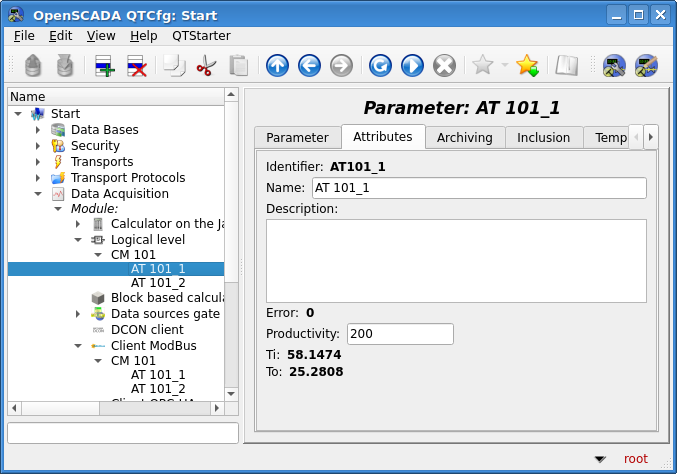 OpenSCADA QTCfg: Start
File Edit View Help QTStarter
Name
Start
Data Bases
Security
Transports
Transport Protocols
Data Acquisition
Module:
Calculator on the Ja
Logical level
CM 101
AT 101_1
AT 101_2
Block based calcula
Data sources gate
DCON client
Client ModBus
CM 101
AT 101_1
AT 101_2
Parameter: AT 101_1
Parameter Attributes Archiving Inclusion Temp
Identifier: AT101_1
Name: AT 101_1
Description:
Error: 0
Productivity: 200
Ti: 58.1474
To: 25.2808
root